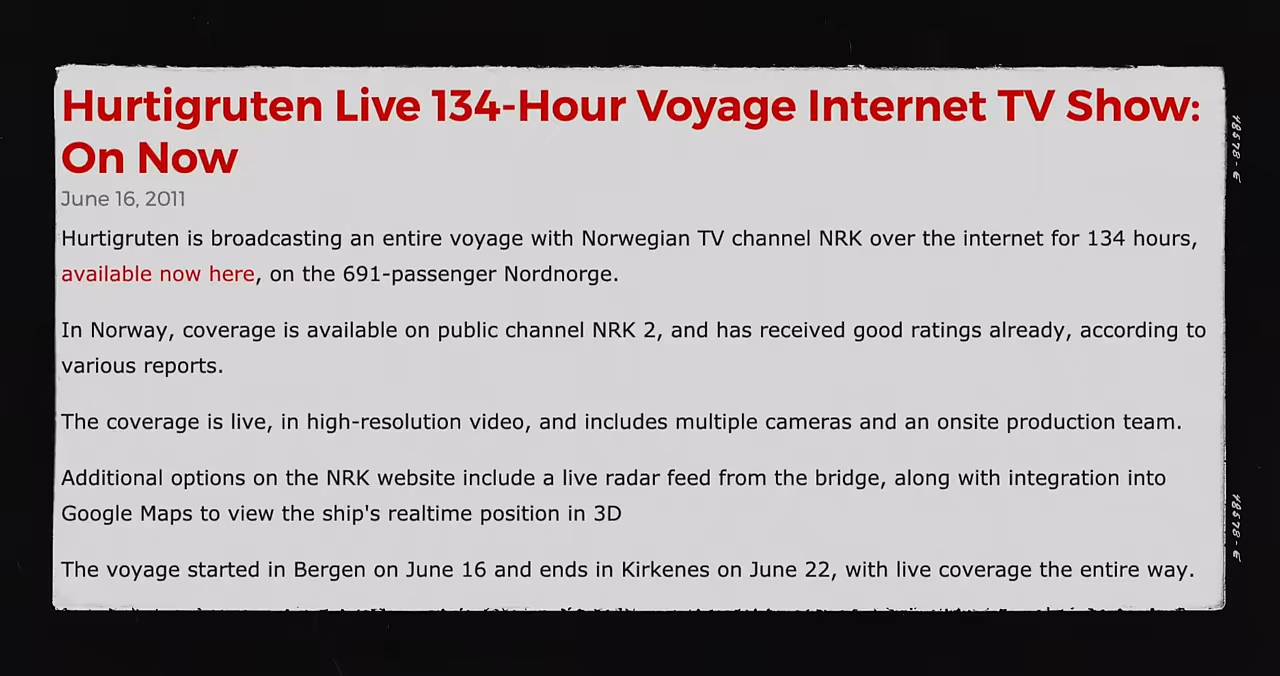 Hurtigruten Live 134-Hour Voyage Internet TV Show:
On Now
June 16, 2011
Hurtigruten is broadcasting an entire voyage with Norwegian TV channel NRK over the internet for 134 hours,
available now here, on the 691-passenger Nordnorge.
In Norway, coverage is available on public channel NRK 2, and has received good ratings already, according to
various reports.
The coverage is live, in high-resolution video, and includes multiple cameras and an onsite production team.
Additional options on the NRK website include a live radar feed from the bridge, along with integration into
Google Maps to view the ship's realtime position in 3D
The voyage started in Bergen on June 16 and ends in Kirkenes on June 22, with live coverage the entire way.